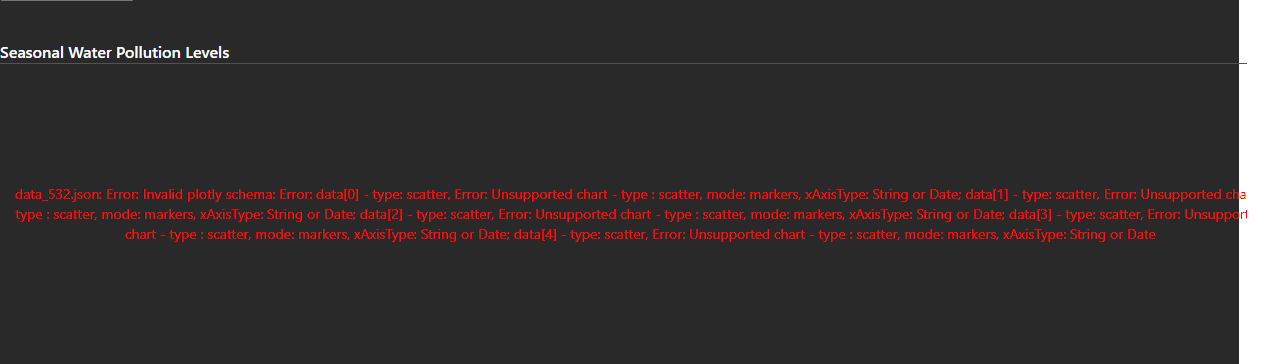 Seasonal Water Pollution Levels
data_532.json: Error: Invalid plotly schema: Error: data[0] - type: scatter, Error: Unsupported chart - type : scatter, mode: markers, xAxisType: String or Date; data[1] - type: scatter, Error: Unsupported cha
type : scatter, mode: markers, xAxisType: String or Date; data[2] - type: scatter, Error: Unsupported chart - type : scatter, mode: markers, xAxisType: String or Date; data[3] - type: scatter, Error: Unsupport
chart - type : scatter, mode: markers, xAxisType: String or Date; data[4] - type: scatter, Error: Unsupported chart - type : scatter, mode: markers, xAxisType: String or Date